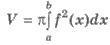 V = π∫_a^b f²(x)dx